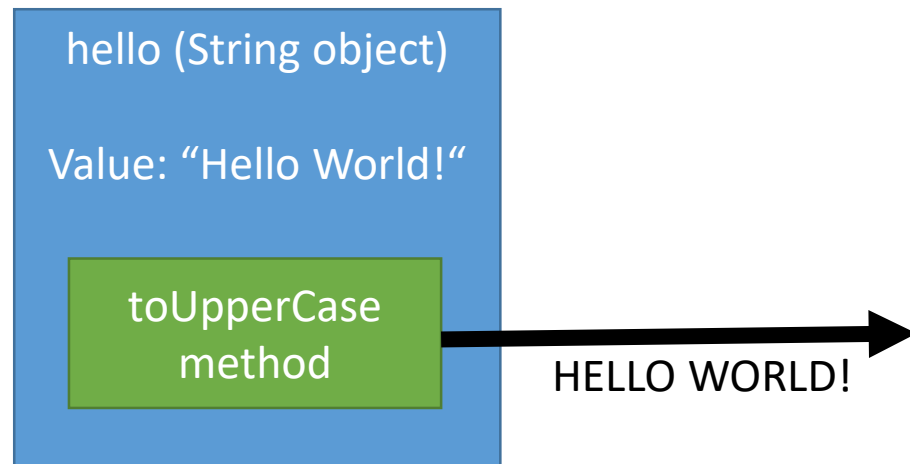 hello (String object)
Value: “Hello World!“
toUpperCase
method
HELLO WORLD!